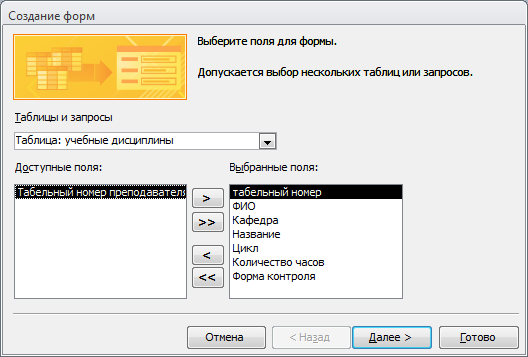 Создание форм
Выберите поля для формы.
Допускается выбор нескольких таблиц или запросов.
Таблицы и запросы
Таблица: учебные дисциплины
Доступные поля:
Выбранные поля:
Табельный номер преподавателя
>
>>
<
<<
табельный номер
ФИО
Кафедра
Название
Цикл
Количество часов
Форма контроля
Отмена
< Назад
Далее >
Готово